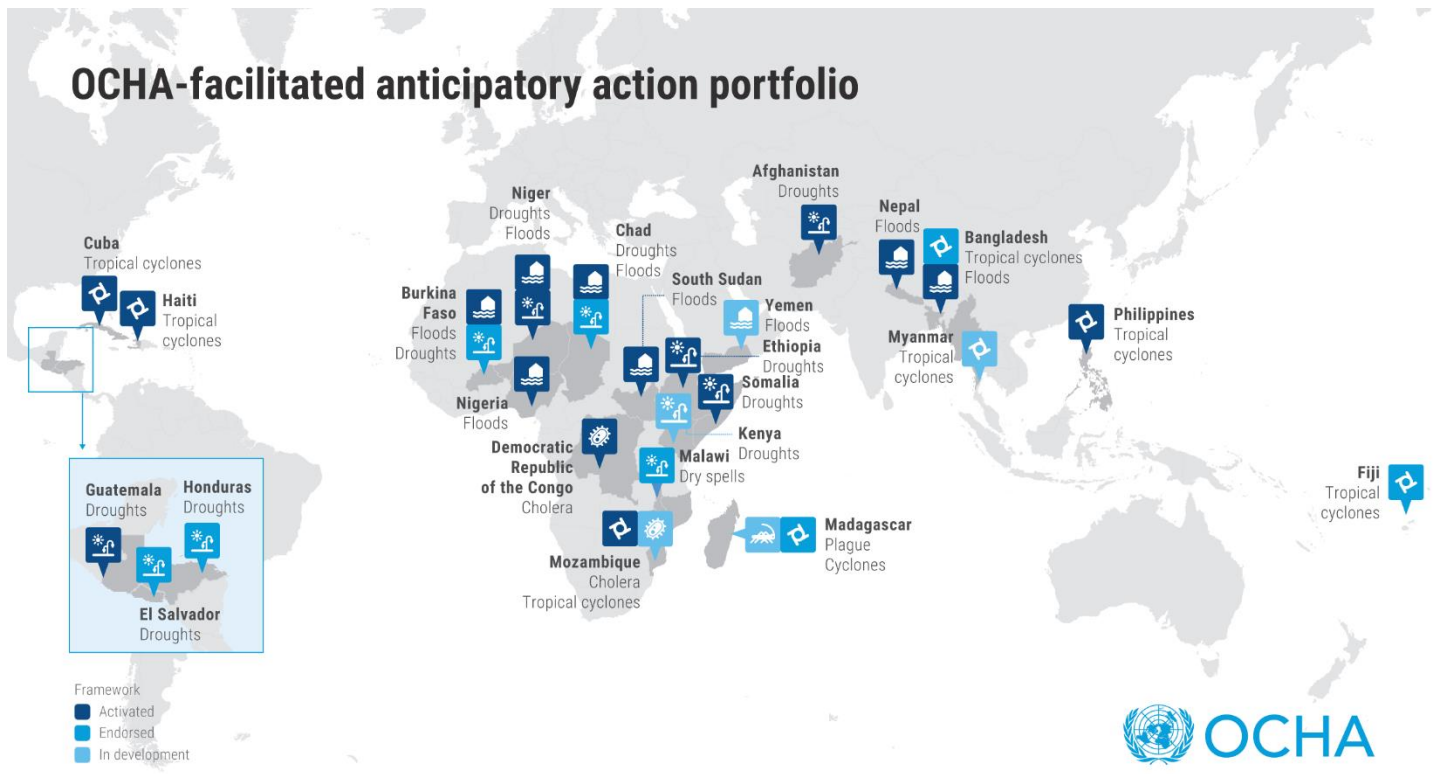 OCHA-facilitated anticipatory action portfolio
Cuba
Tropical cyclones
Haiti
Tropical
cyclones
Niger
Droughts
Floods
Chad
Droughts
Floods
Burkina
Faso
Floods
Droughts
Nigeria
Floods
South Sudan
Floods
Yemen
Floods
Ethiopia
Droughts
Somalia
Droughts
Kenya
Droughts
Democratic
Republic
of the Congo
Cholera
Malawi
Dry spells
Mozambique
Cholera
Tropical cyclones
Madagascar
Plague
Cyclones
Afghanistan
Droughts
Nepal
Floods
Bangladesh
Tropical cyclones
Floods
Myanmar
Tropical
cyclones
Philippines
Tropical
cyclones
Fiji
Tropical
cyclones
Guatemala
Droughts
Honduras
Droughts
El Salvador
Droughts
Framework
Activated
Endorsed
In development
OCHA